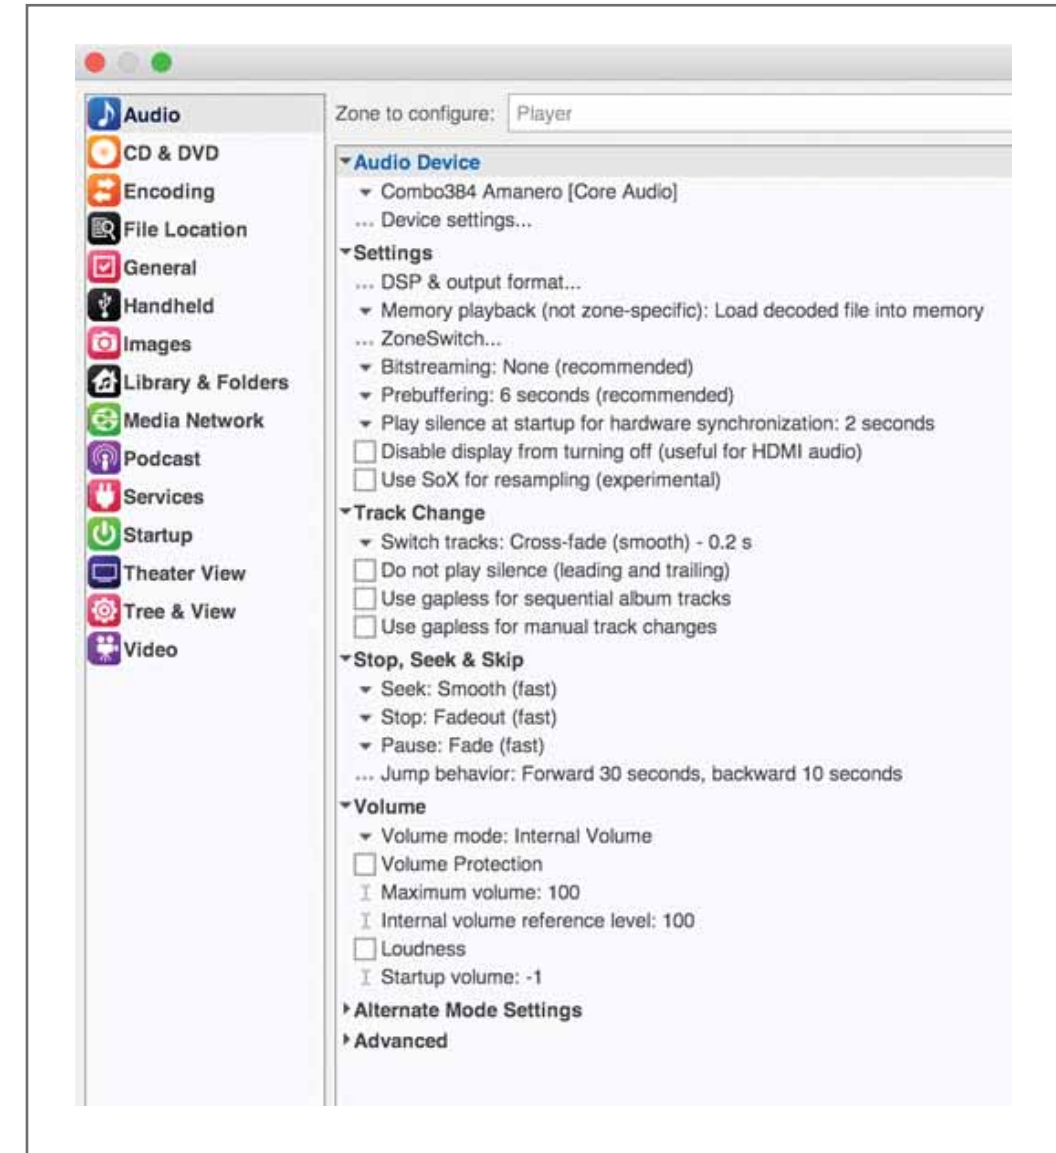 Audio
CD & DVD
Encoding
File Location
General
Handheld
Images
Library & Folders
Media Network
Podcast
Services
Startup
Theater View
Tree & View
Video
Zone to configure: Player
Audio Device
Combo384 Amanero [Core Audio]
... Device settings...
Settings
... DSP & output format...
Memory playback (not zone-specific): Load decoded file into memory
... ZoneSwitch...
Bitstreaming: None (recommended)
Prebuffering: 6 seconds (recommended)
Play silence at startup for hardware synchronization: 2 seconds
Disable display from turning off (useful for HDMI audio)
Use SoX for resampling (experimental)
Track Change
Switch tracks: Cross-fade (smooth) - 0.2 s
Do not play silence (leading and trailing)
Use gapless for sequential album tracks
Use gapless for manual track changes
Stop, Seek & Skip
Seek: Smooth (fast)
Stop: Fadeout (fast)
Pause: Fade (fast)
... Jump behavior: Forward 30 seconds, backward 10 seconds
Volume
Volume mode: Internal Volume
Volume Protection
Maximum volume: 100
Internal volume reference level: 100
Loudness
Startup volume: -1
Alternate Mode Settings
Advanced